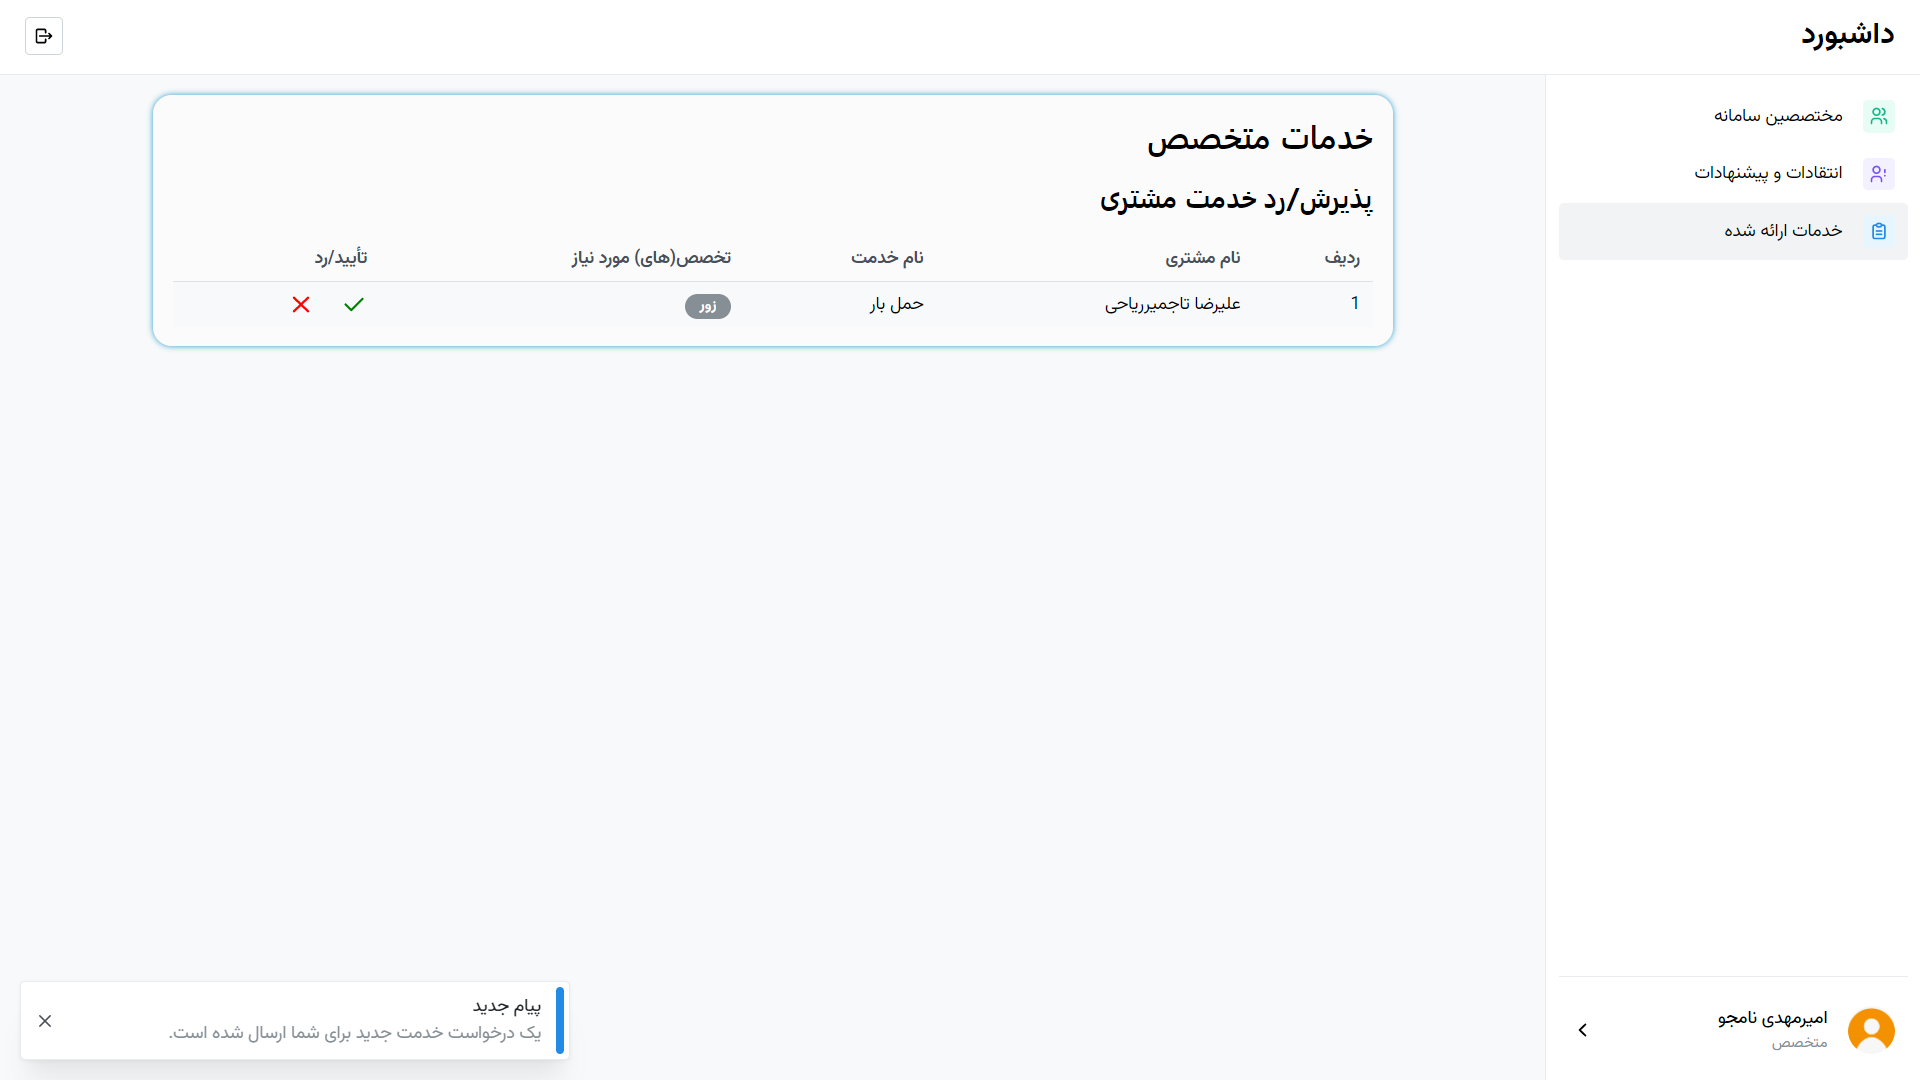 داشبورد
مختصصین سامانه
انتقادات و پیشنهادات
خدمات ارائه شده
خدمات متخصص
پذیرش/رد خدمت مشتری
ردیف نام مشتری نام خدمت تخصص(های) مورد نیاز تأیید/رد
1 علیرضا تاجمیرریاحی حمل بار زور
امیرمهدی نامجو
متخصص
پیام جدید
یک درخواست خدمت جدید برای شما ارسال شده است.